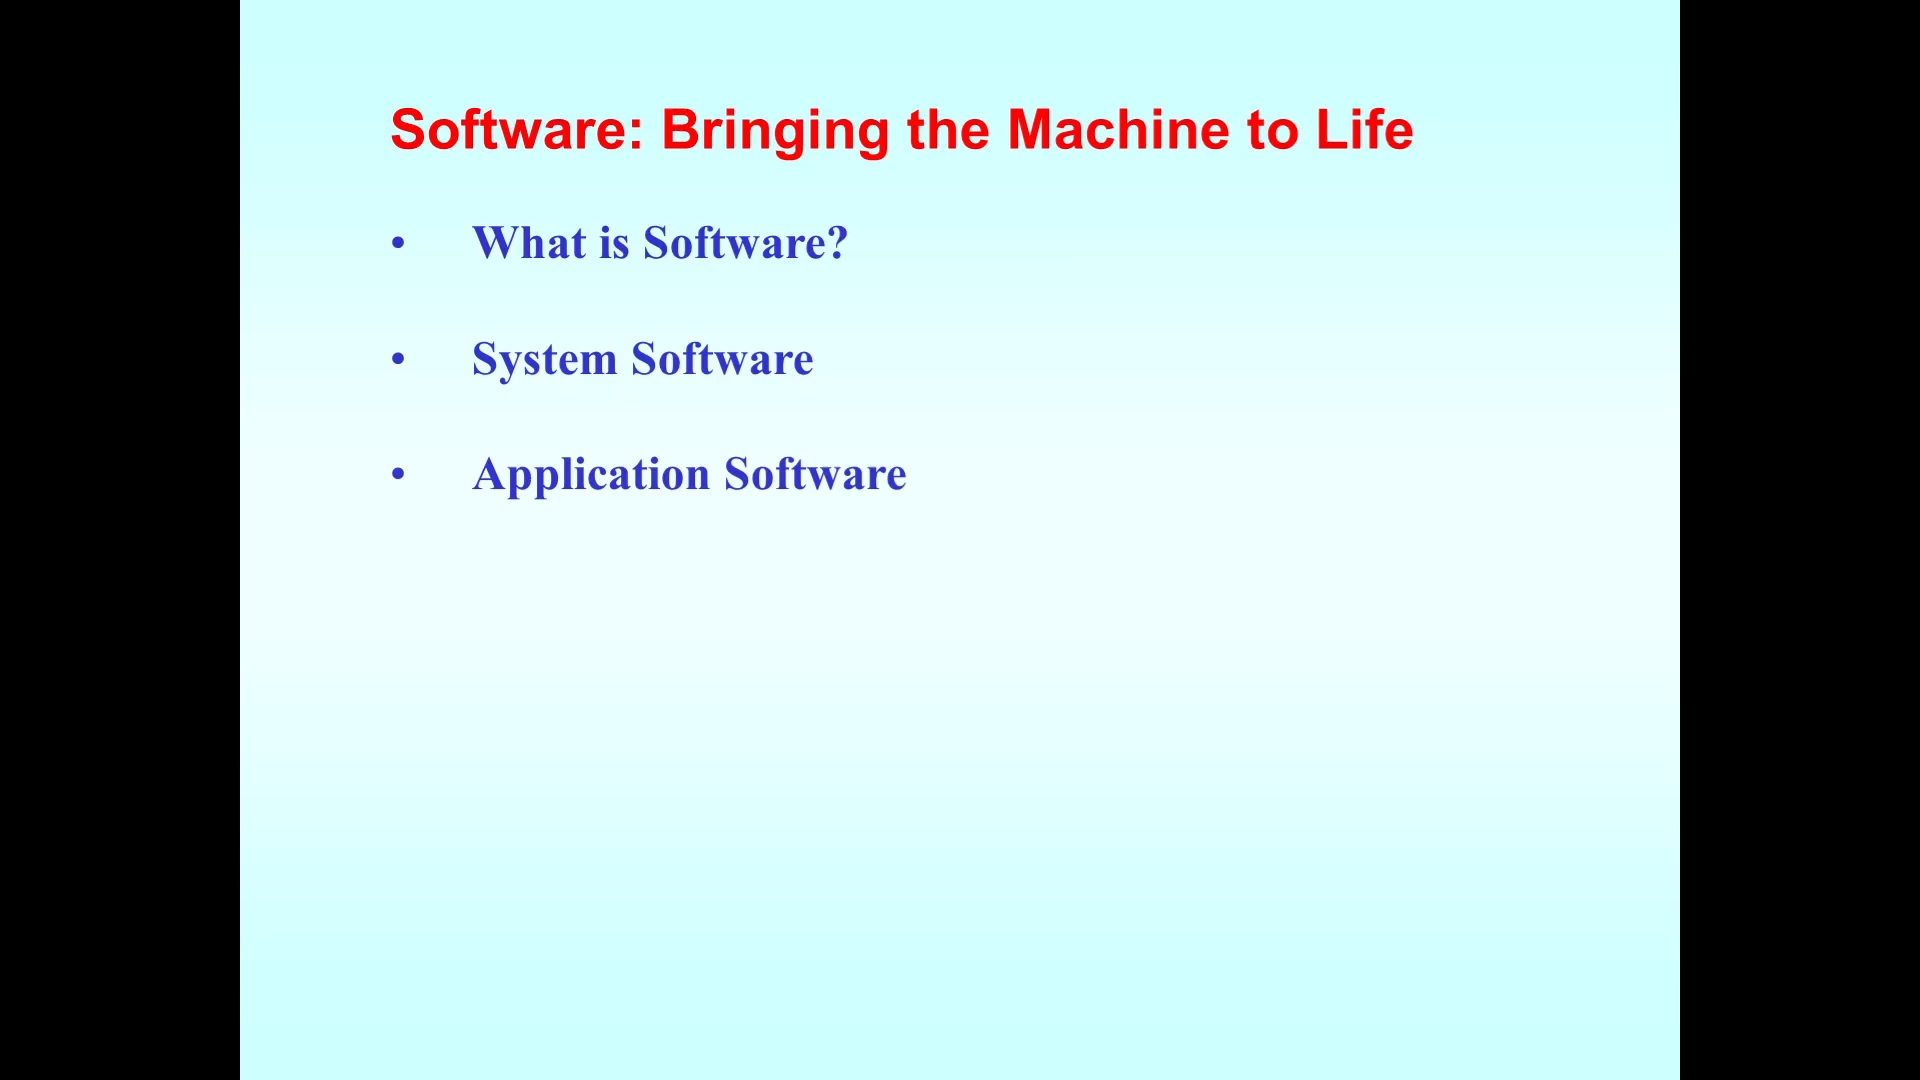 Software: Bringing the Machine to Life
• What is Software?
• System Software
• Application Software